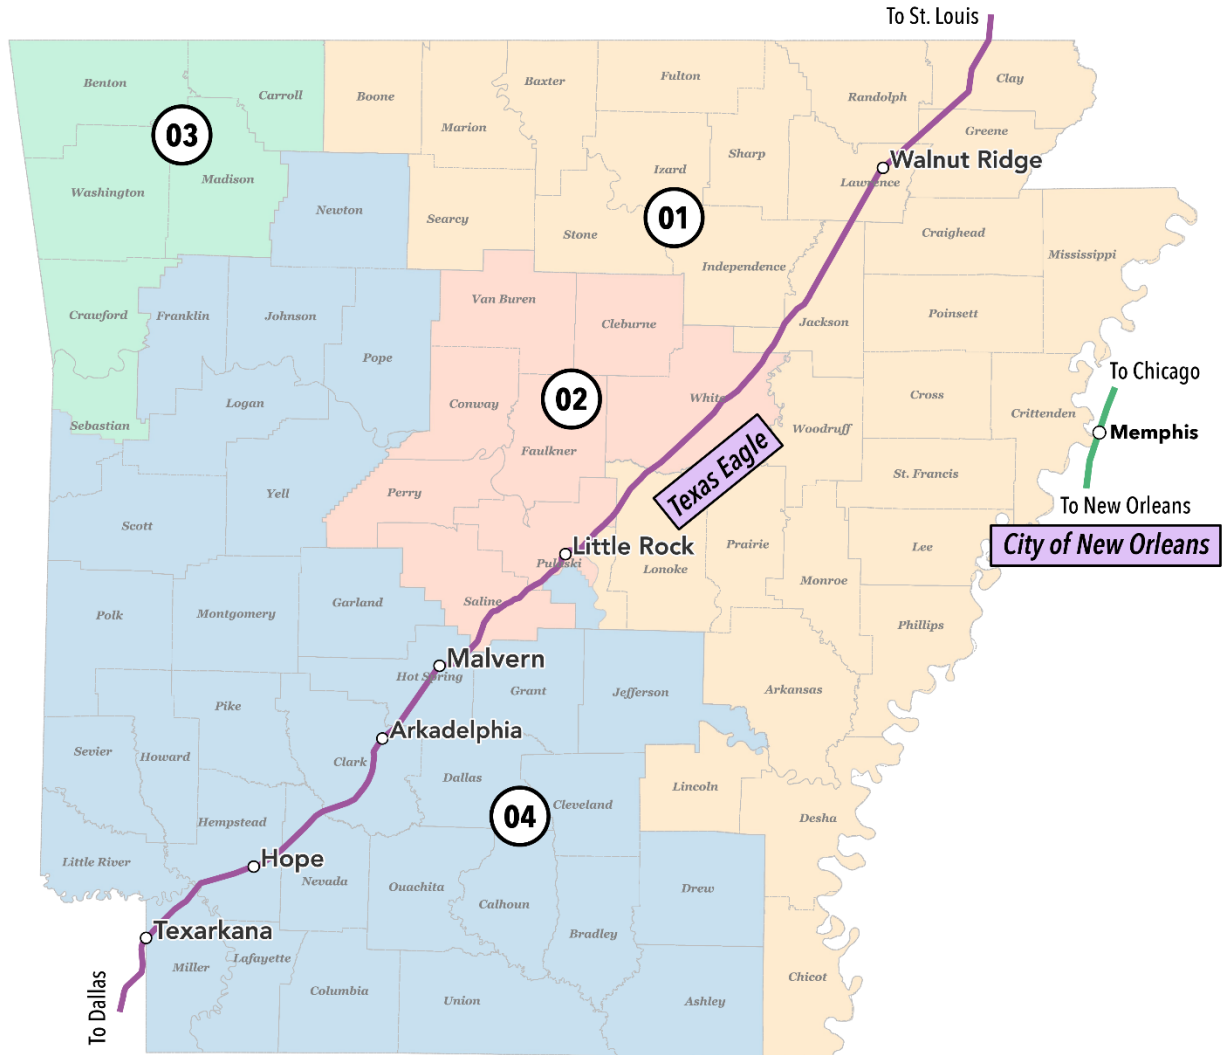 To St. Louis
Benton
Carroll
Boone
Marion
Baxter
Fulton
Randolph
Clay
Greene
03
Washington
Madison
Newton
Searcy
Stone
Izard
Sharp
01
Walnut Ridge
Lawrence
Independence
Craighead
Mississippi
Crawford
Franklin
Johnson
Pope
Van Buren
Cleburne
Jackson
Poinsett
To Chicago
Memphis
To New Orleans
City of New Orleans
Sebastian
Logan
Conway
02
Faulkner
White
Woodruff
Cross
Crittenden
Texas Eagle
St. Francis
Scott
Yell
Perry
Little Rock
Pulaski
Lonoke
Prairie
Monroe
Lee
Phillips
Polk
Montgomery
Garland
Saline
Malvern
Hot Spring
Grant
Jefferson
Arkansas
Sevier
Howard
Pike
Clark
Arkadelphia
Dallas
04
Cleveland
Lincoln
Desha
Hempstead
Little River
Hope
Nevada
Ouachita
Calhoun
Bradley
Drew
Texarkana
Miller
Lafayette
Columbia
Union
Ashley
Chicot
To Dallas